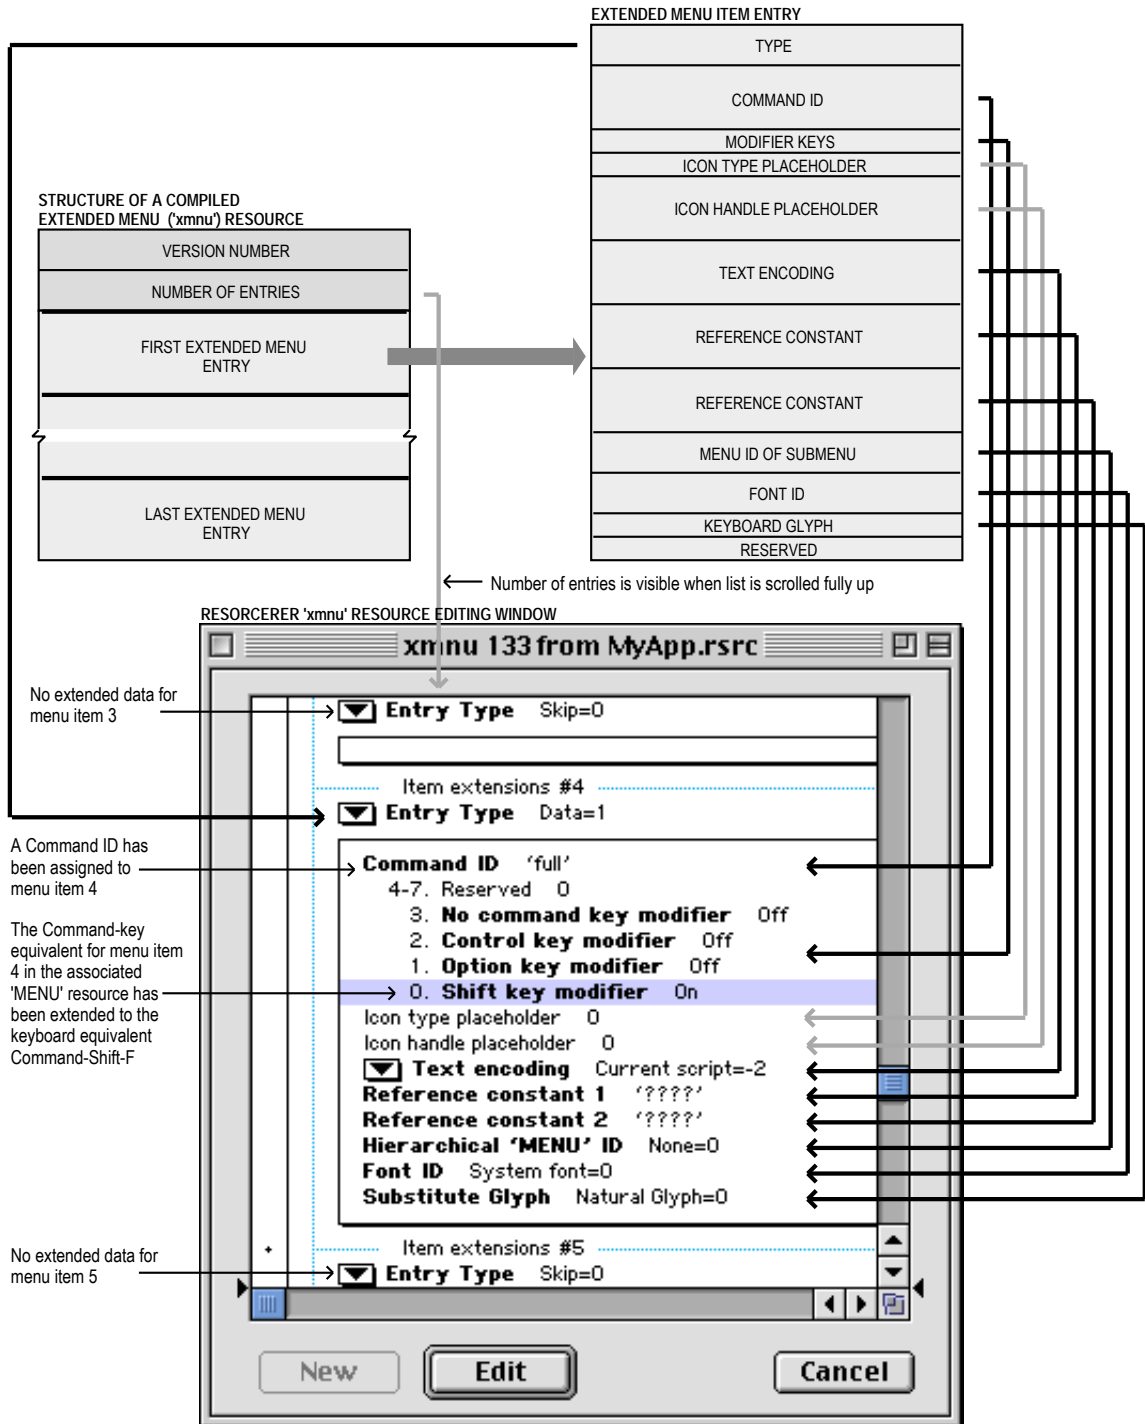 EXTENDED MENU ITEM ENTRY
TYPE
COMMAND ID
MODIFIER KEYS
ICON TYPE PLACEHOLDER
ICON HANDLE PLACEHOLDER
TEXT ENCODING
REFERENCE CONSTANT
REFERENCE CONSTANT
MENU ID OF SUBMENU
FONT ID
KEYBOARD GLYPH
RESERVED
STRUCTURE OF A COMPILED
EXTENDED MENU ('xmnu') RESOURCE
VERSION NUMBER
NUMBER OF ENTRIES
FIRST EXTENDED MENU
ENTRY
LAST EXTENDED MENU
ENTRY
Number of entries is visible when list is scrolled fully up
RESORCERER 'xmnu' RESOURCE EDITING WINDOW
xmnu 133 from MyApp.rsrc
No extended data for
menu item 3
Entry Type Skip=0
Item extensions #4
Entry Type Data=1
A Command ID has
been assigned to
menu item 4
The Command-key
equivalent for menu item
4 in the associated
'MENU' resource has
been extended to the
keyboard equivalent
Command-Shift-F
Command ID 'full'
4-7. Reserved 0
3. No command key modifier Off
2. Control key modifier Off
1. Option key modifier Off
0. Shift key modifier On
Icon type placeholder 0
Icon handle placeholder 0
Text encoding Current script=-2
Reference constant 1 '????'
Reference constant 2 '????'
Hierarchical 'MENU' ID None=0
Font ID System font=0
Substitute Glyph Natural Glyph=0
No extended data for
menu item 5
Item extensions #5
Entry Type Skip=0
New
Edit
Cancel